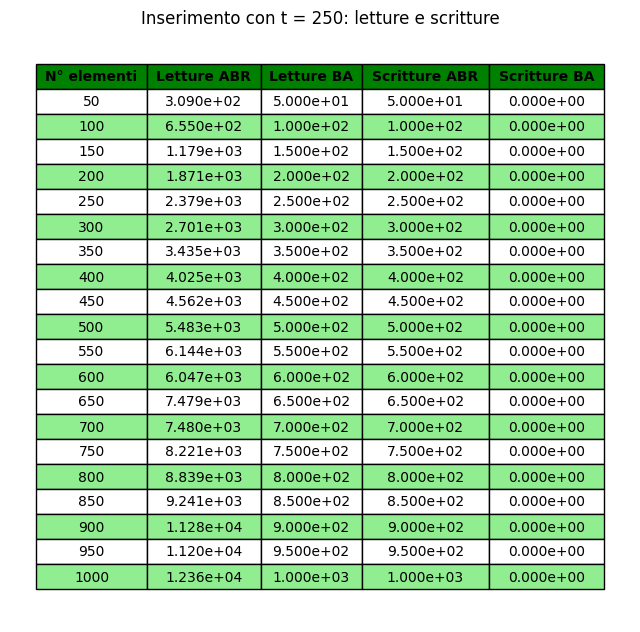 Inserimento con t = 250: letture e scritture
N° elementi Letture ABR Letture BA Scritture ABR Scritture BA
50 3.090e+02 5.000e+01 5.000e+01 0.000e+00
100 6.550e+02 1.000e+02 1.000e+02 0.000e+00
150 1.179e+03 1.500e+02 1.500e+02 0.000e+00
200 1.871e+03 2.000e+02 2.000e+02 0.000e+00
250 2.379e+03 2.500e+02 2.500e+02 0.000e+00
300 2.701e+03 3.000e+02 3.000e+02 0.000e+00
350 3.435e+03 3.500e+02 3.500e+02 0.000e+00
400 4.025e+03 4.000e+02 4.000e+02 0.000e+00
450 4.562e+03 4.500e+02 4.500e+02 0.000e+00
500 5.483e+03 5.000e+02 5.000e+02 0.000e+00
550 6.144e+03 5.500e+02 5.500e+02 0.000e+00
600 6.047e+03 6.000e+02 6.000e+02 0.000e+00
650 7.479e+03 6.500e+02 6.500e+02 0.000e+00
700 7.480e+03 7.000e+02 7.000e+02 0.000e+00
750 8.221e+03 7.500e+02 7.500e+02 0.000e+00
800 8.839e+03 8.000e+02 8.000e+02 0.000e+00
850 9.241e+03 8.500e+02 8.500e+02 0.000e+00
900 1.128e+04 9.000e+02 9.000e+02 0.000e+00
950 1.120e+04 9.500e+02 9.500e+02 0.000e+00
1000 1.236e+04 1.000e+03 1.000e+03 0.000e+00